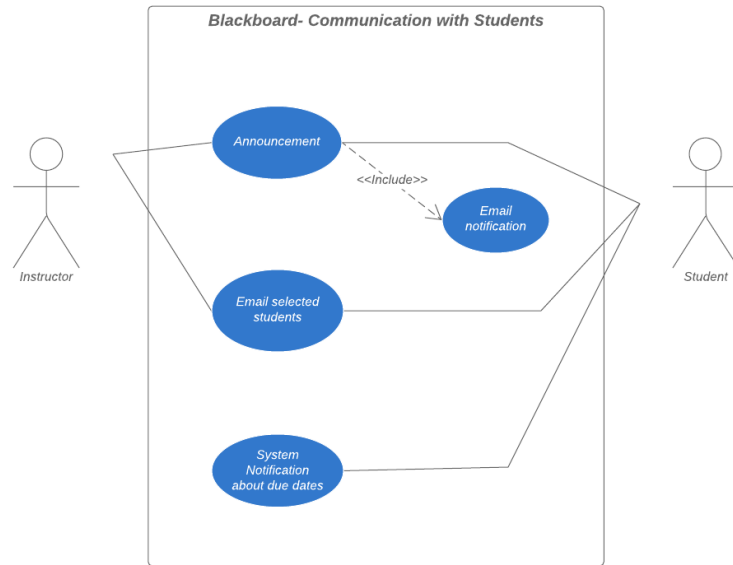 Blackboard- Communication with Students
Announcement
<<Include>>
Email
notification
Instructor
Student
Email selected
students
System
Notification
about due dates